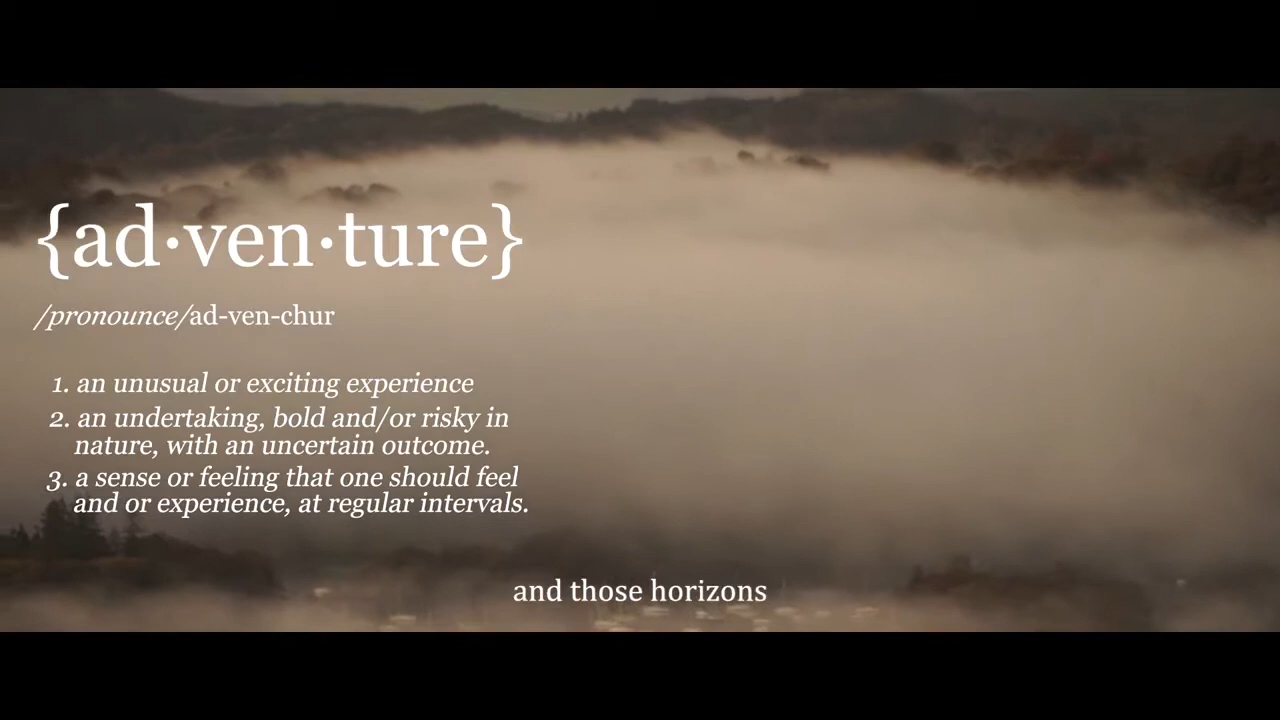 {ad·ven·ture}
/pronounce/ad-ven-chur
1. an unusual or exciting experience
2. an undertaking, bold and/or risky in
nature, with an uncertain outcome.
3. a sense or feeling that one should feel
and or experience, at regular intervals.
and those horizons